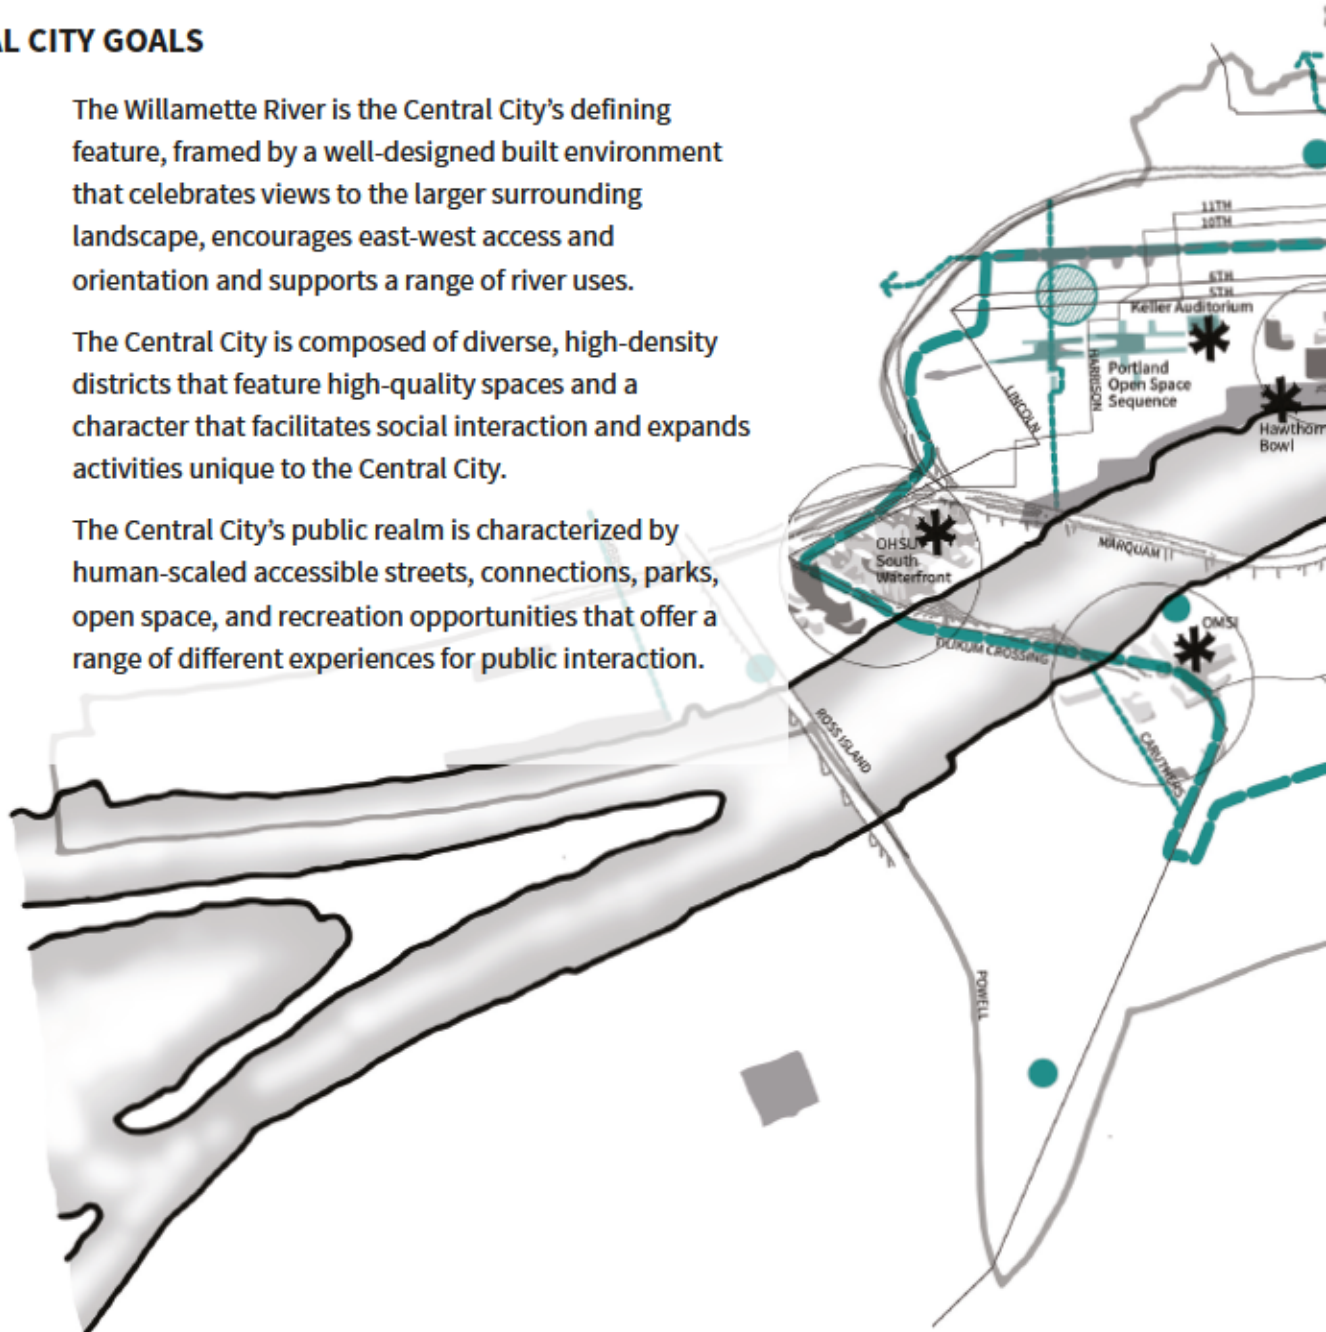 AL CITY GOALS
The Willamette River is the Central City's defining
feature, framed by a well-designed built environment
that celebrates views to the larger surrounding
landscape, encourages east-west access and
orientation and supports a range of river uses.
The Central City is composed of diverse, high-density
districts that feature high-quality spaces and a
character that facilitates social interaction and expands
activities unique to the Central City.
The Central City's public realm is characterized by
human-scaled accessible streets, connections, parks,
open space, and recreation opportunities that offer a
range of different experiences for public interaction.
11TH
10TH
6TH
5TH
Keller Auditorium
Portland
Open Space
Sequence
HARRISON
LINCOLN
Hawthorn
Bowl
OHSU
South
Waterfront
MARQUAM
OMSI
TILIKUM CROSSING
CARUTHERS
ROSS ISLAND
POWELL